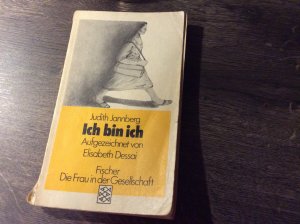 Judith Jannberg
Ich bin ich
Aufgezeichnet von
Elisabeth Dessai
Fischer
Die Frau in der Gesellschaft